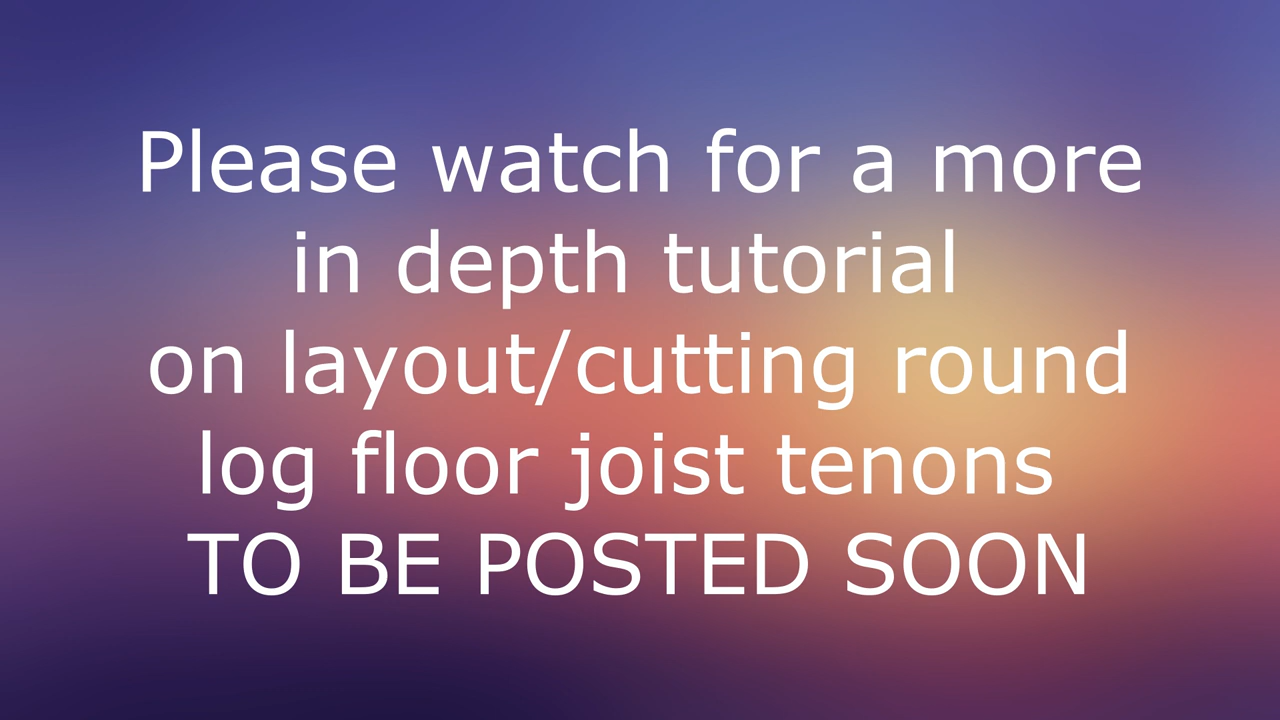 Please watch for a more
in depth tutorial
on layout/cutting round
log floor joist tenons
TO BE POSTED SOON